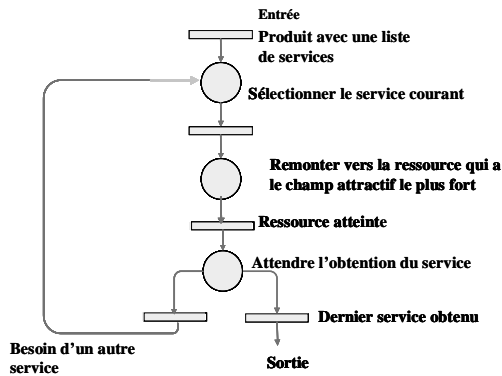 Entrée
Produit avec une liste
de services
Sélectionner le service courant
Remonter vers la ressource qui a
le champ attractif le plus fort
Ressource atteinte
Attendre l'obtention du service
Dernier service obtenu
Besoin d'un autre
service
Sortie